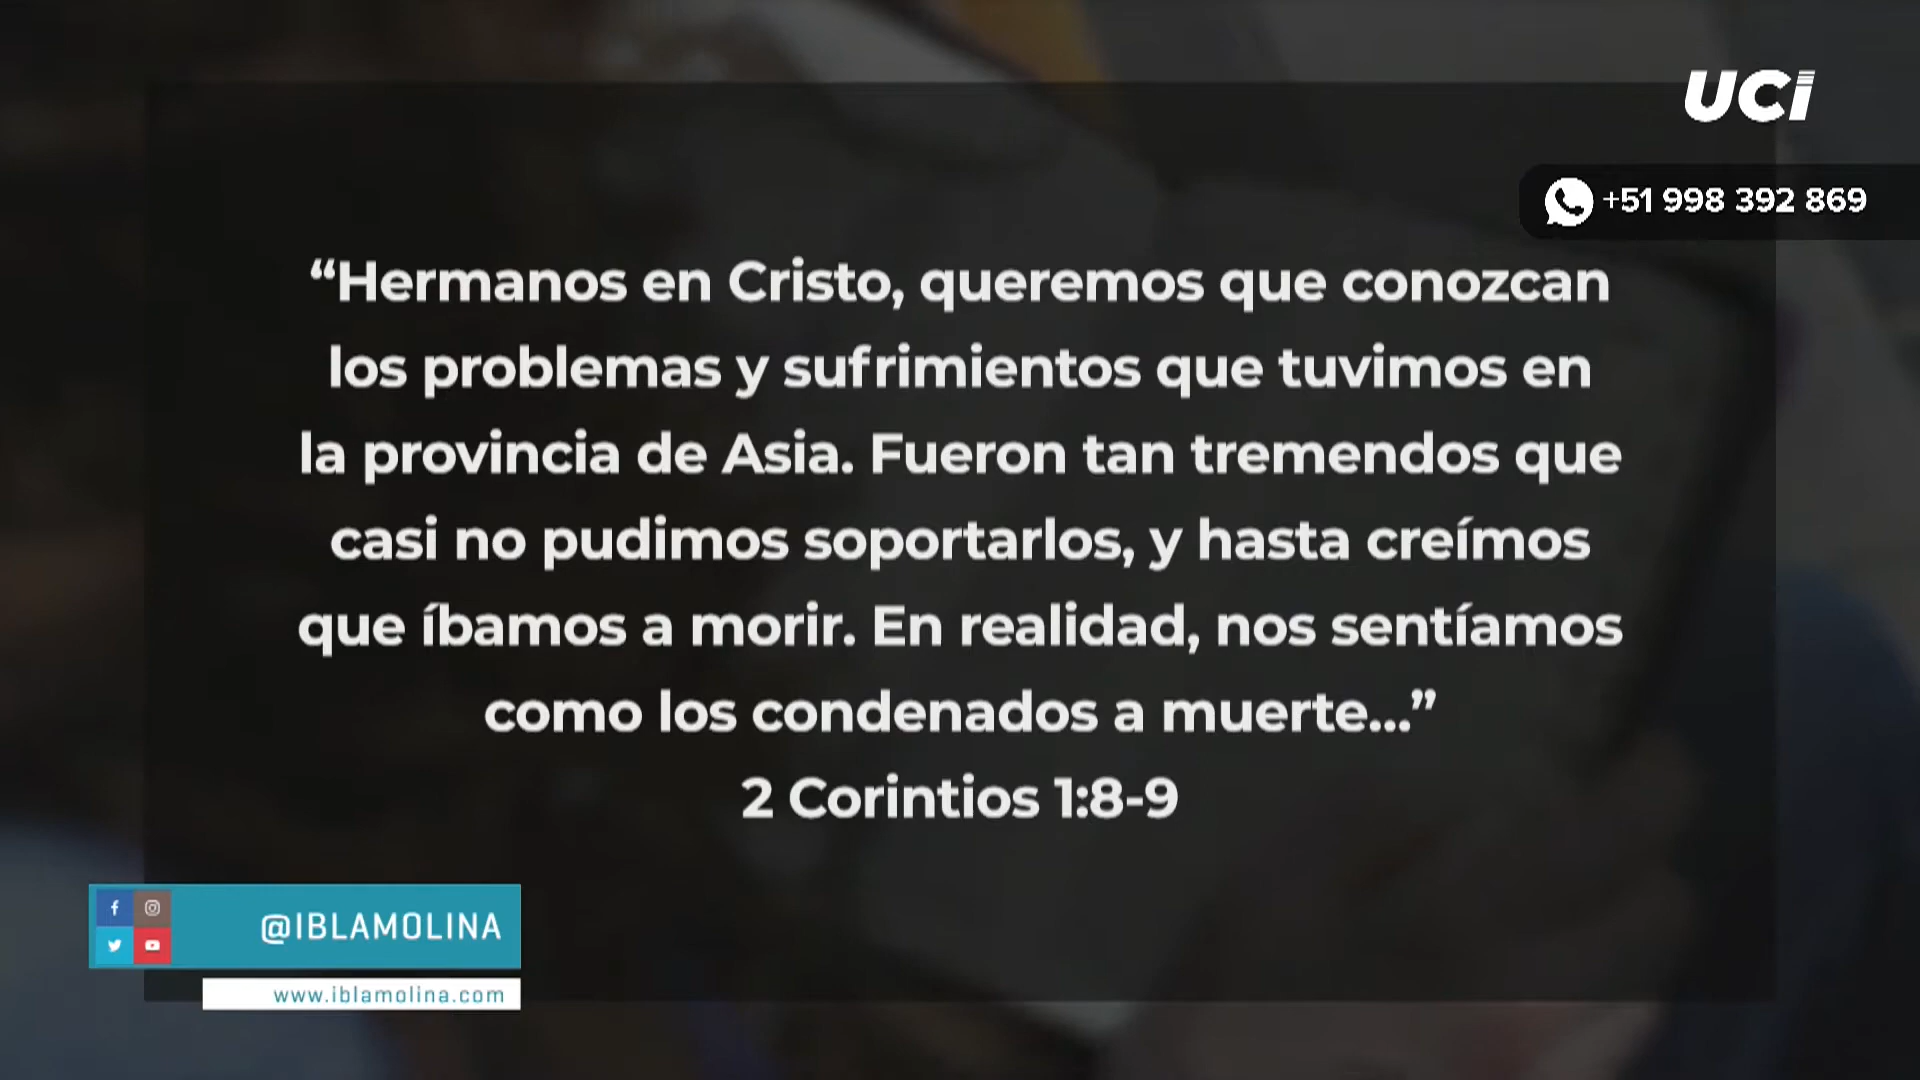 UCi
+51 998 392 869
“Hermanos en Cristo, queremos que conozcan
los problemas y sufrimientos que tuvimos en
la provincia de Asia. Fueron tan tremendos que
casi no pudimos soportarlos, y hasta creímos
que íbamos a morir. En realidad, nos sentíamos
como los condenados a muerte...”
2 Corintios 1:8-9
@IBLAMOLINA
www.iblamolina.com